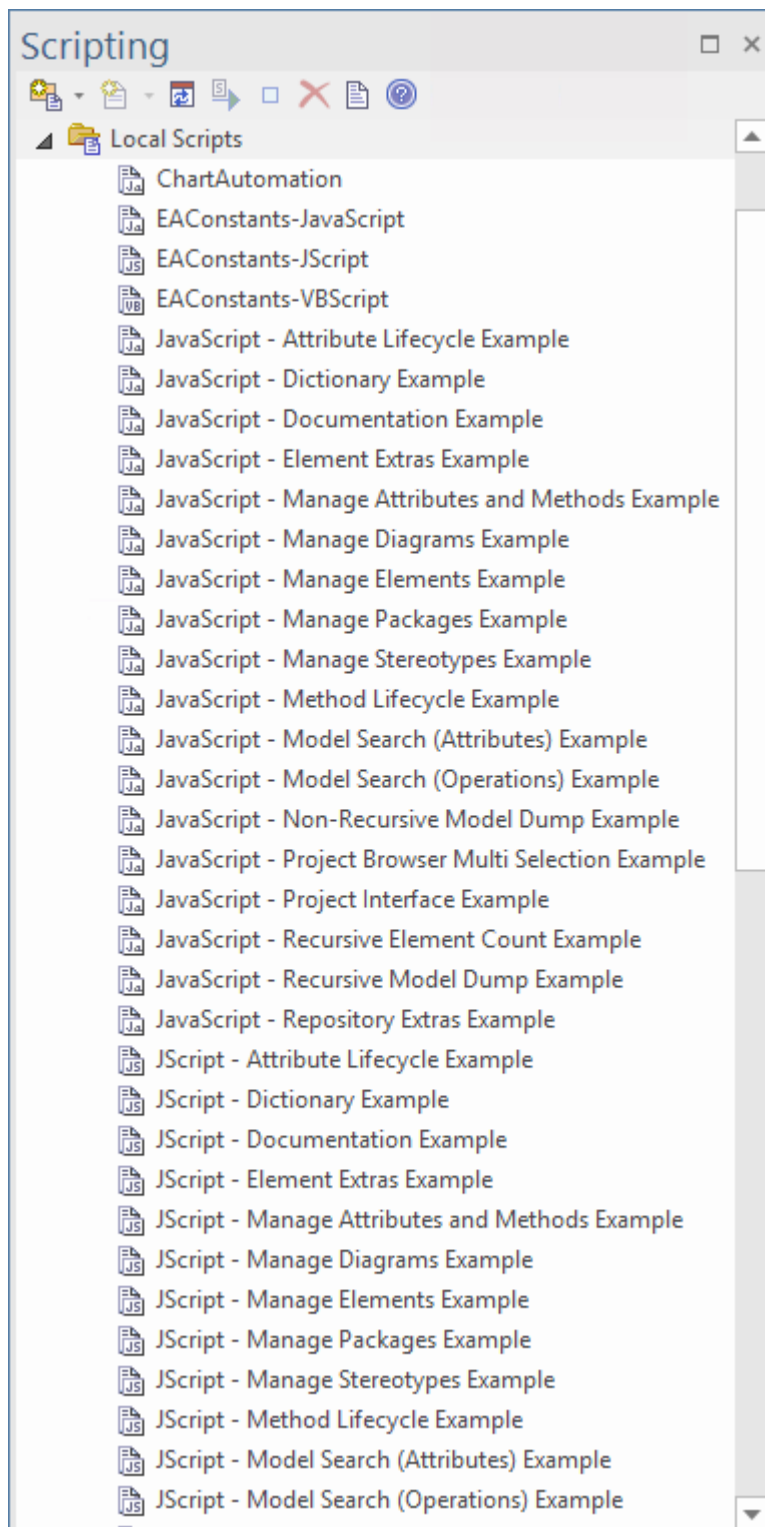 Scripting
Local Scripts
ChartAutomation
EAConstants-JavaScript
EAConstants-JScript
EAConstants-VBScript
JavaScript - Attribute Lifecycle Example
JavaScript - Dictionary Example
JavaScript - Documentation Example
JavaScript - Element Extras Example
JavaScript - Manage Attributes and Methods Example
JavaScript - Manage Diagrams Example
JavaScript - Manage Elements Example
JavaScript - Manage Packages Example
JavaScript - Manage Stereotypes Example
JavaScript - Method Lifecycle Example
JavaScript - Model Search (Attributes) Example
JavaScript - Model Search (Operations) Example
JavaScript - Non-Recursive Model Dump Example
JavaScript - Project Browser Multi Selection Example
JavaScript - Project Interface Example
JavaScript - Recursive Element Count Example
JavaScript - Recursive Model Dump Example
JavaScript - Repository Extras Example
JScript - Attribute Lifecycle Example
JScript - Dictionary Example
JScript - Documentation Example
JScript - Element Extras Example
JScript - Manage Attributes and Methods Example
JScript - Manage Diagrams Example
JScript - Manage Elements Example
JScript - Manage Packages Example
JScript - Manage Stereotypes Example
JScript - Method Lifecycle Example
JScript - Model Search (Attributes) Example
JScript - Model Search (Operations) Example